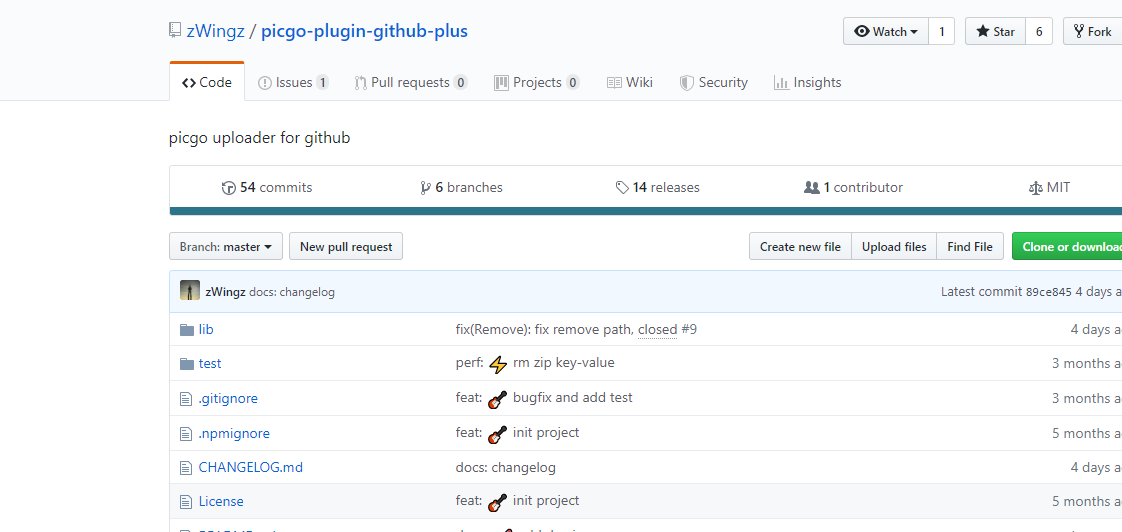 zWingz / picgo-plugin-github-plus
Watch 1 Star 6 Fork
Code Issues 1 Pull requests 0 Projects 0 Wiki Security Insights
picgo uploader for github
54 commits 6 branches 14 releases 1 contributor MIT
Branch: master New pull request Create new file Upload files Find File Clone or download
zWingz docs: changelog Latest commit 89ce845 4 days a
lib fix(Remove): fix remove path, closed #9 4 days a
test perf: ⚡ rm zip key-value 3 months a
.gitignore feat: 🎸 bugfix and add test 3 months a
.npmignore feat: 🎸 init project 5 months a
CHANGELOG.md docs: changelog 4 days a
License feat: 🎸 init project 5 months a